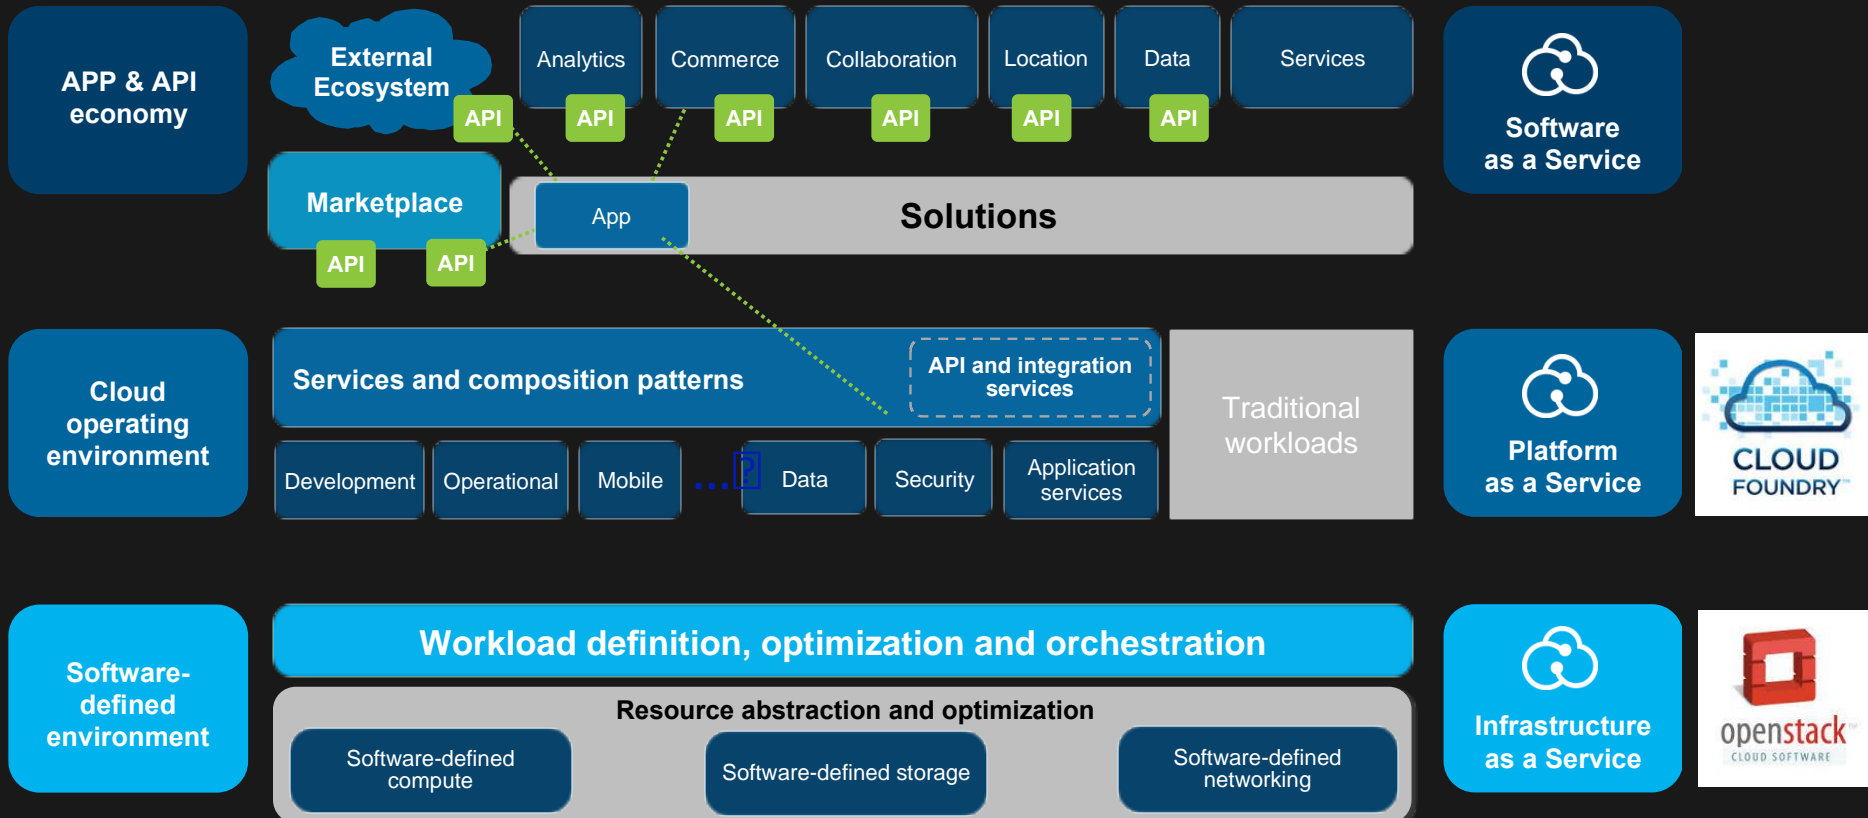 APP & API
economy
External
Ecosystem
API
Analytics
API
Commerce
API
Collaboration
API
Location
API
Data
API
Services
Software
as a Service
Marketplace
API
API
App
Solutions
Cloud
operating
environment
Services and composition patterns
API and integration
services
Development
Operational
Mobile
...
Data
Security
Application
services
Traditional
workloads
Platform
as a Service
CLOUD
FOUNDRY™
Software-
defined
environment
Workload definition, optimization and orchestration
Resource abstraction and optimization
Software-defined
compute
Software-defined storage
Software-defined
networking
Infrastructure
as a Service
openstack™
CLOUD SOFTWARE